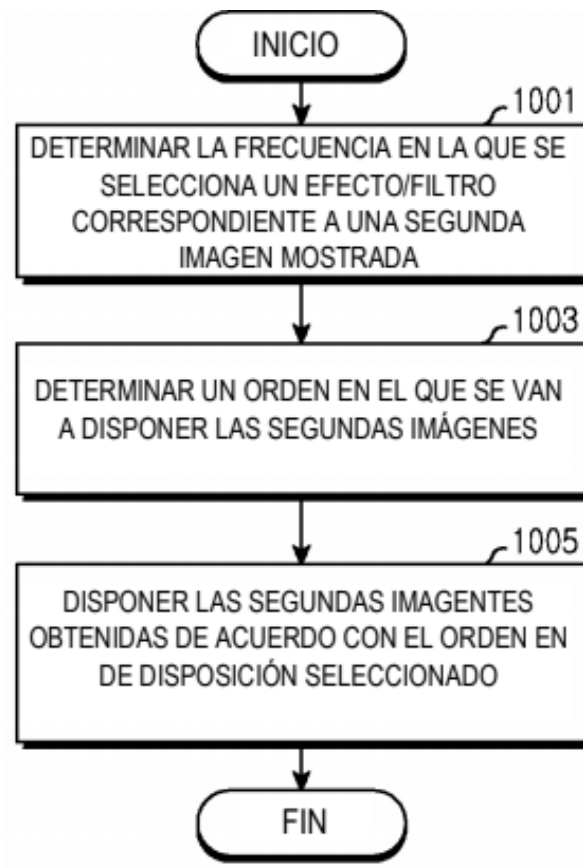 INICIO
1001
DETERMINAR LA FRECUENCIA EN LA QUE SE
SELECCIONA UN EFECTO/FILTRO
CORRESPONDIENTE A UNA SEGUNDA
IMAGEN MOSTRADA
1003
DETERMINAR UN ORDEN EN EL QUE SE VAN
A DISPONER LAS SEGUNDAS IMÁGENES
1005
DISPONER LAS SEGUNDAS IMAGENTES
OBTENIDAS DE ACUERDO CON EL ORDEN EN
DE DISPOSICIÓN SELECCIONADO
FIN